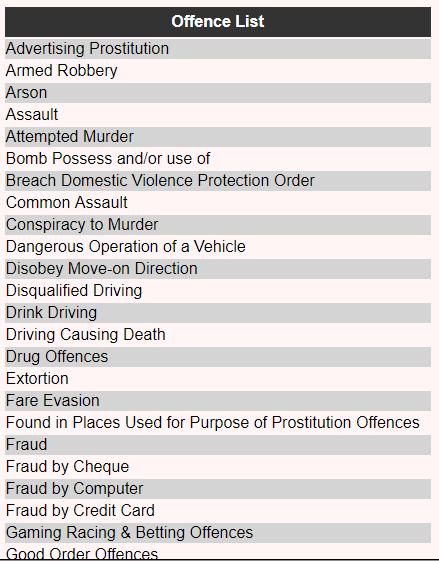 Offence List
Advertising Prostitution
Armed Robbery
Arson
Assault
Attempted Murder
Bomb Possess and/or use of
Breach Domestic Violence Protection Order
Common Assault
Conspiracy to Murder
Dangerous Operation of a Vehicle
Disobey Move-on Direction
Disqualified Driving
Drink Driving
Driving Causing Death
Drug Offences
Extortion
Fare Evasion
Found in Places Used for Purpose of Prostitution Offences
Fraud
Fraud by Cheque
Fraud by Computer
Fraud by Credit Card
Gaming Racing & Betting Offences
Good Order Offences